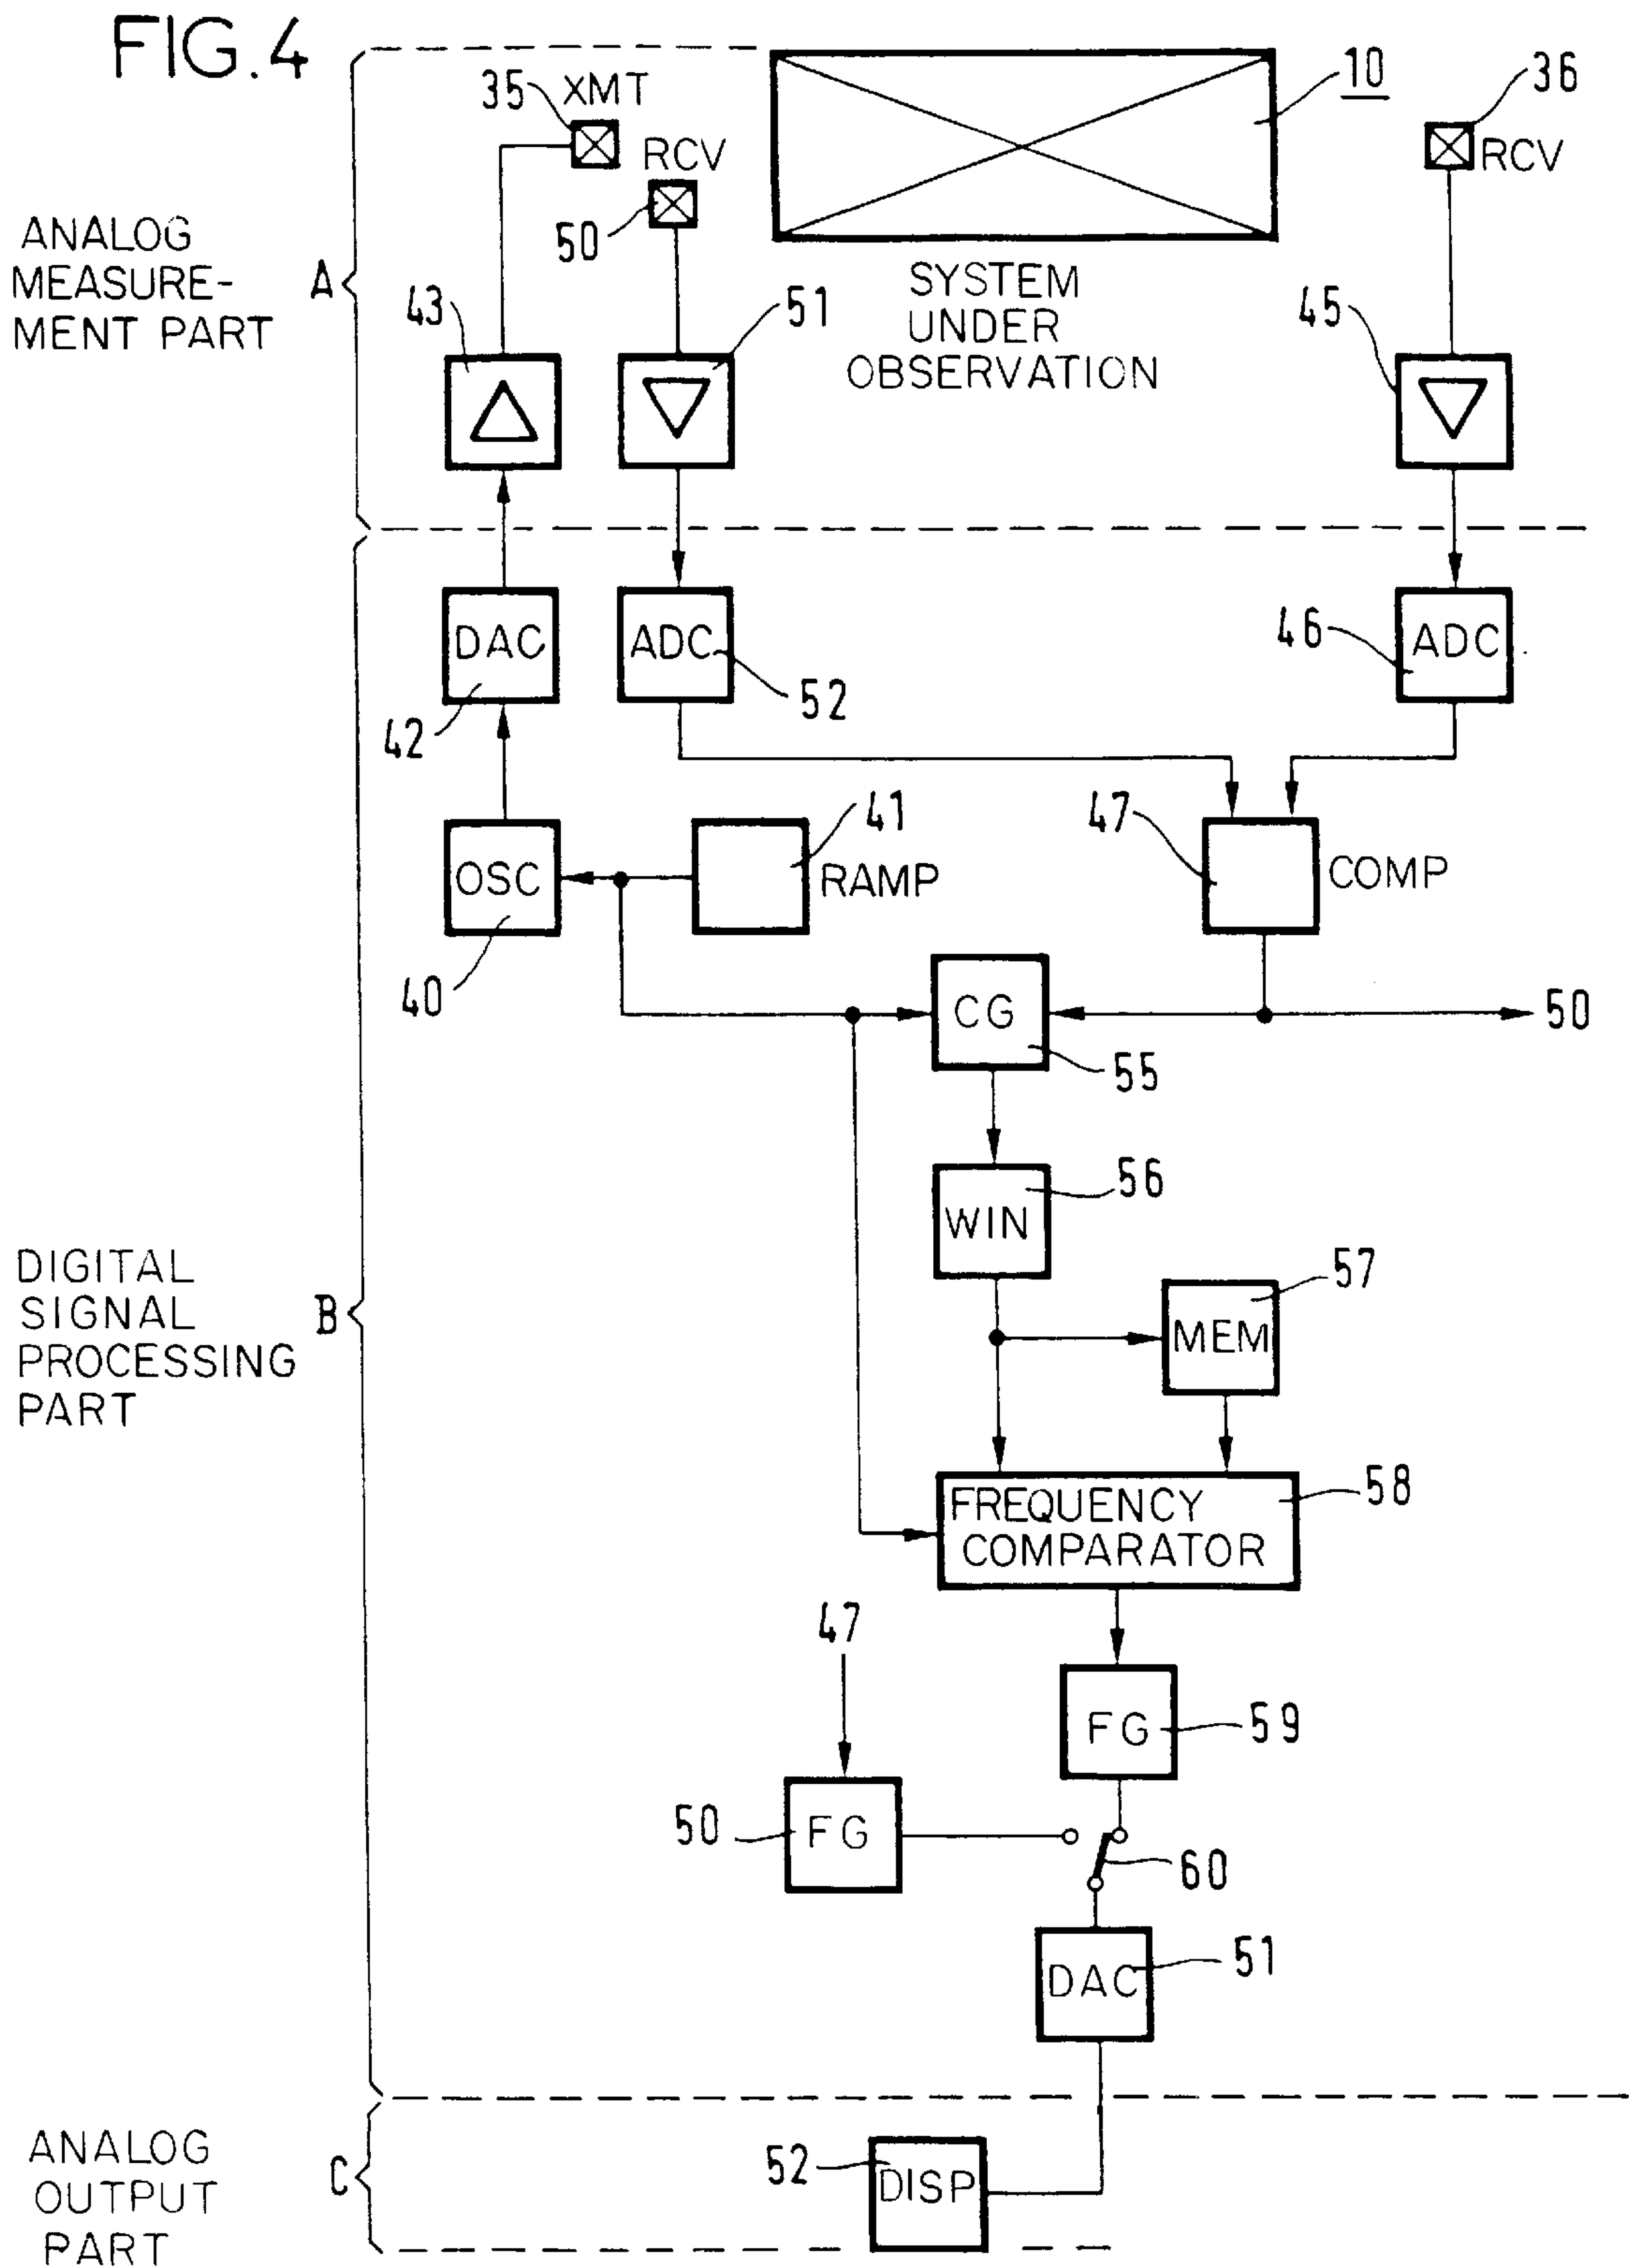 FIG.4
10
36
35 XMT
RCV
RCV
50
ANALOG
MEASURE-
MENT PART
A
43
51
45
SYSTEM
UNDER
OBSERVATION
DAC
ADC
46
ADC
42
52
41
47
OSC
RAMP
COMP
40
CG
50
55
56
WIN
57
MEM
DIGITAL
SIGNAL
PROCESSING
PART
B
58
FREQUENCY
COMPARATOR
47
FG
59
50
FG
60
DAC
51
ANALOG
OUTPUT
PART
C
52
DISP